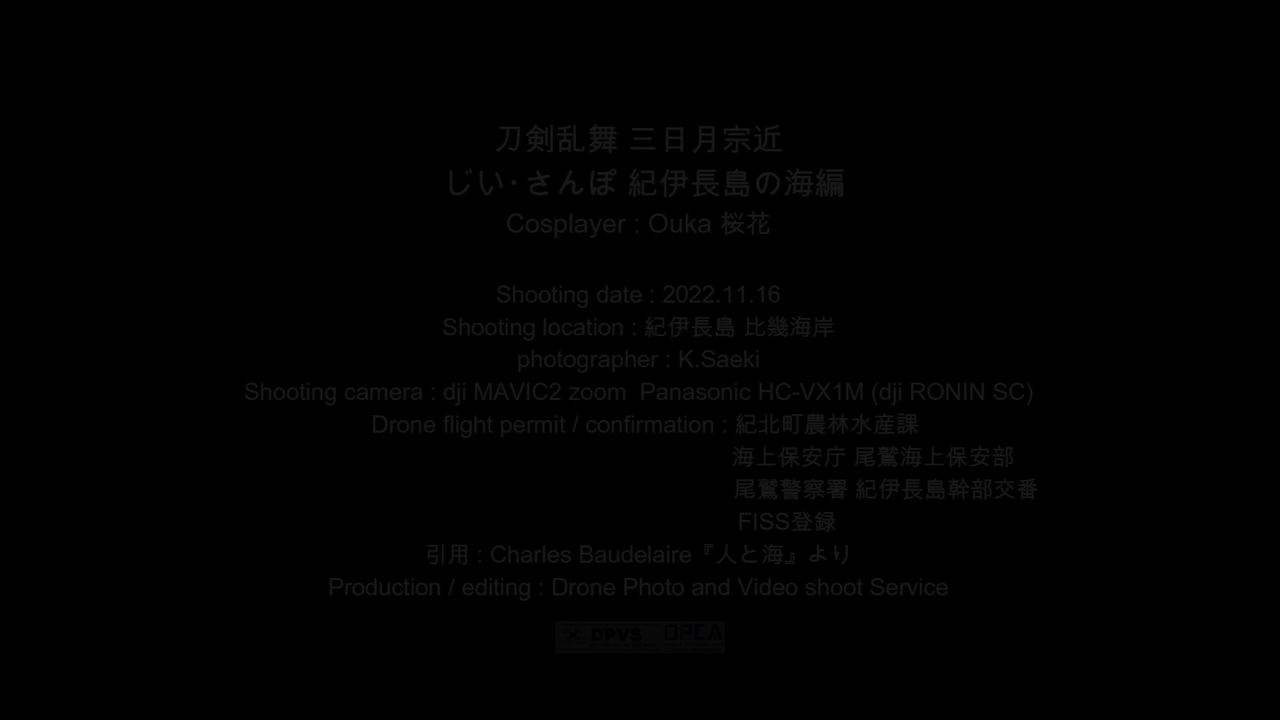 刀剣乱舞 三日月宗近
じい･さんぽ 紀伊長島の海編
Cosplayer : Ouka 桜花
Shooting date : 2022.11.16
Shooting location : 紀伊長島 比幾海岸
photographer : K.Saeki
Shooting camera : dji MAVIC2 zoom  Panasonic HC-VX1M (dji RONIN SC)
Drone flight permit / confirmation : 紀北町農林水産課
海上保安庁 尾鷲海上保安部
尾鷲警察署 紀伊長島幹部交番
FISS登録
引用 : Charles Baudelaire『人と海』より
Production / editing : Drone Photo and Video shoot Service
DPVS DPCA